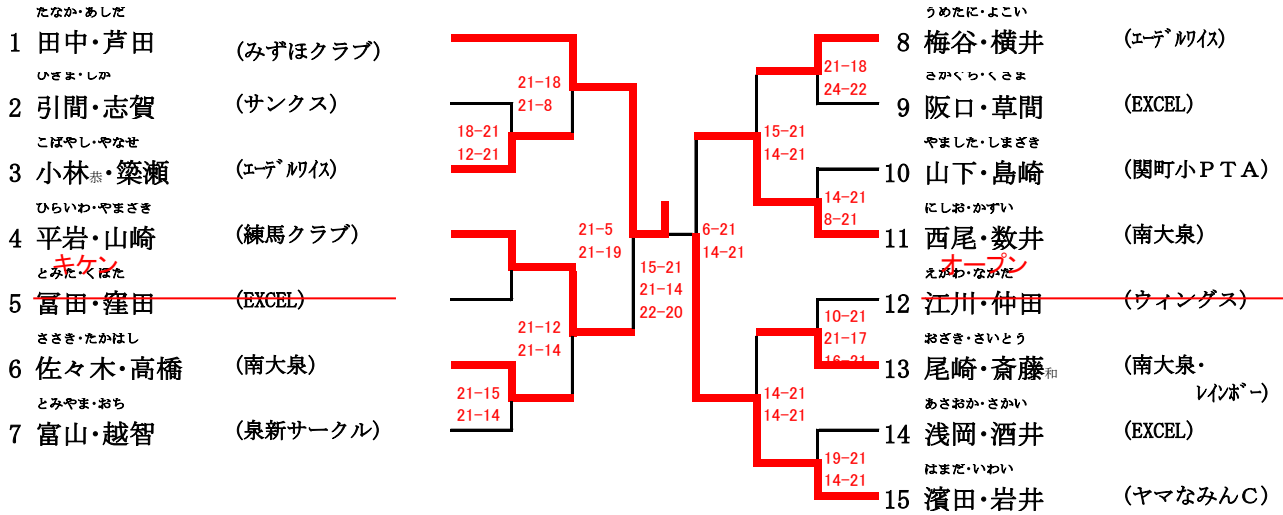 たなか・あしだ
1 田中・芦田 (みずほクラブ)
ひきま・しが
2 引間・志賀 (サンクス)
こばやし・やなせ
3 小林恭・簗瀬 (ｴｰﾃﾞﾙﾜｲｽ)
ひらいわ・やまさき
4 平岩・山崎 (練馬クラブ)
キケン
とみた・くぼた
5 冨田・窪田 (EXCEL)
ささき・たかはし
6 佐々木・高橋 (南大泉)
とみやま・おち
7 富山・越智 (泉新サークル)
21-18
21-8
18-21
12-21
21-5
21-19
21-12
21-14
21-15
21-14
15-21
21-14
22-20
6-21
14-21
21-18
24-22
15-21
14-21
14-21
8-21
10-21
21-17
16-21
14-21
14-21
19-21
14-21
うめたに・よこい
8 梅谷・横井 (ｴｰﾃﾞﾙﾜｲｽ)
さかぐち・くさま
9 阪口・草間 (EXCEL)
やました・しまざき
10 山下・島崎 (関町小ＰＴＡ)
にしお・かずい
11 西尾・数井 (南大泉)
オープン
えがわ・なかだ
12 江川・仲田 (ウィングス)
おざき・さいとう
13 尾崎・斎藤和 (南大泉・
ﾚｲﾝﾎﾞｰ)
あさおか・さかい
14 浅岡・酒井 (EXCEL)
はまだ・いわい
15 濱田・岩井 (ヤマなみんＣ)